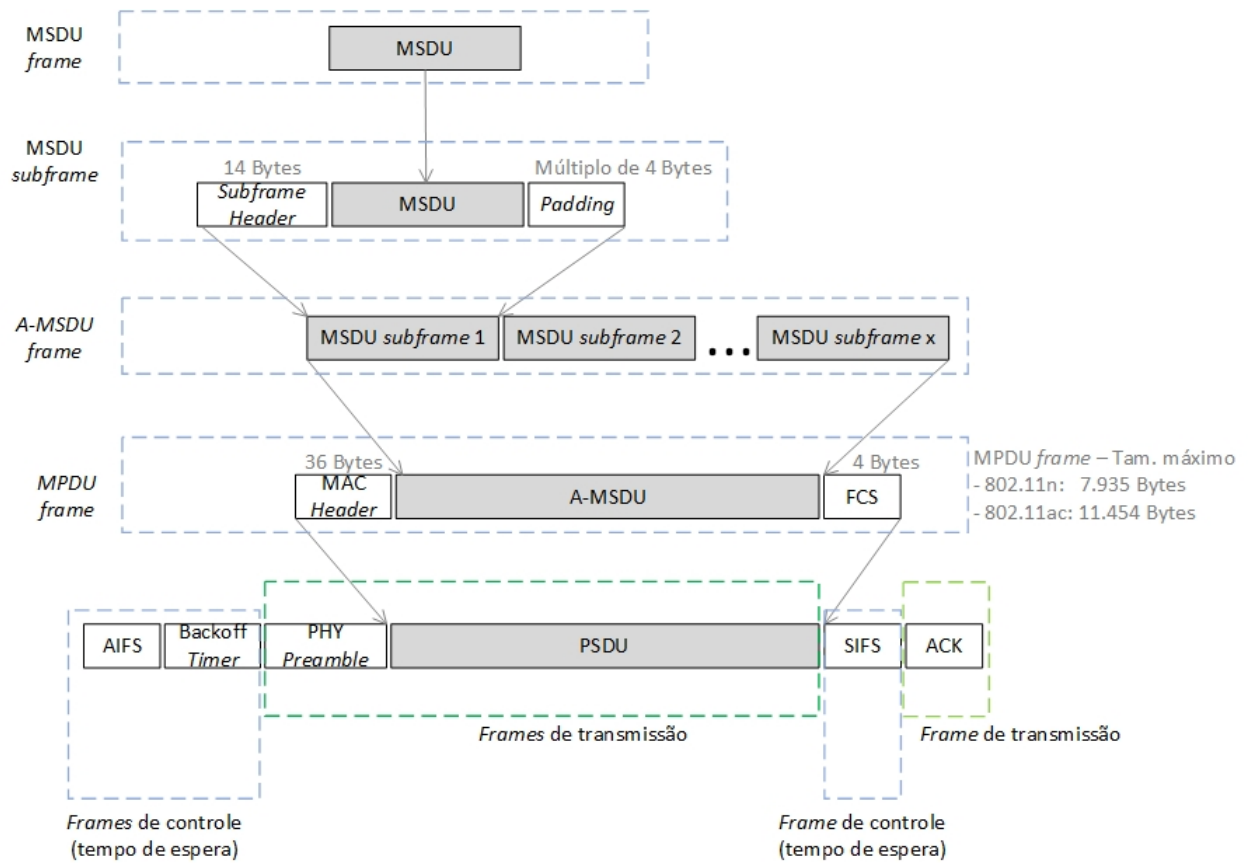 MSDU
frame
MSDU
MSDU
subframe
14 Bytes
Múltiplo de 4 Bytes
Subframe
Header
MSDU
Padding
A-MSDU
frame
MSDU subframe 1
MSDU subframe 2
...
MSDU subframe x
MPDU
frame
36 Bytes
4 Bytes
MAC
Header
A-MSDU
FCS
MPDU frame – Tam. máximo
- 802.11n: 7.935 Bytes
- 802.11ac: 11.454 Bytes
AIFS
Backoff
Timer
PHY
Preamble
PSDU
SIFS
ACK
Frames de transmissão
Frame de transmissão
Frames de controle
(tempo de espera)
Frame de controle
(tempo de espera)